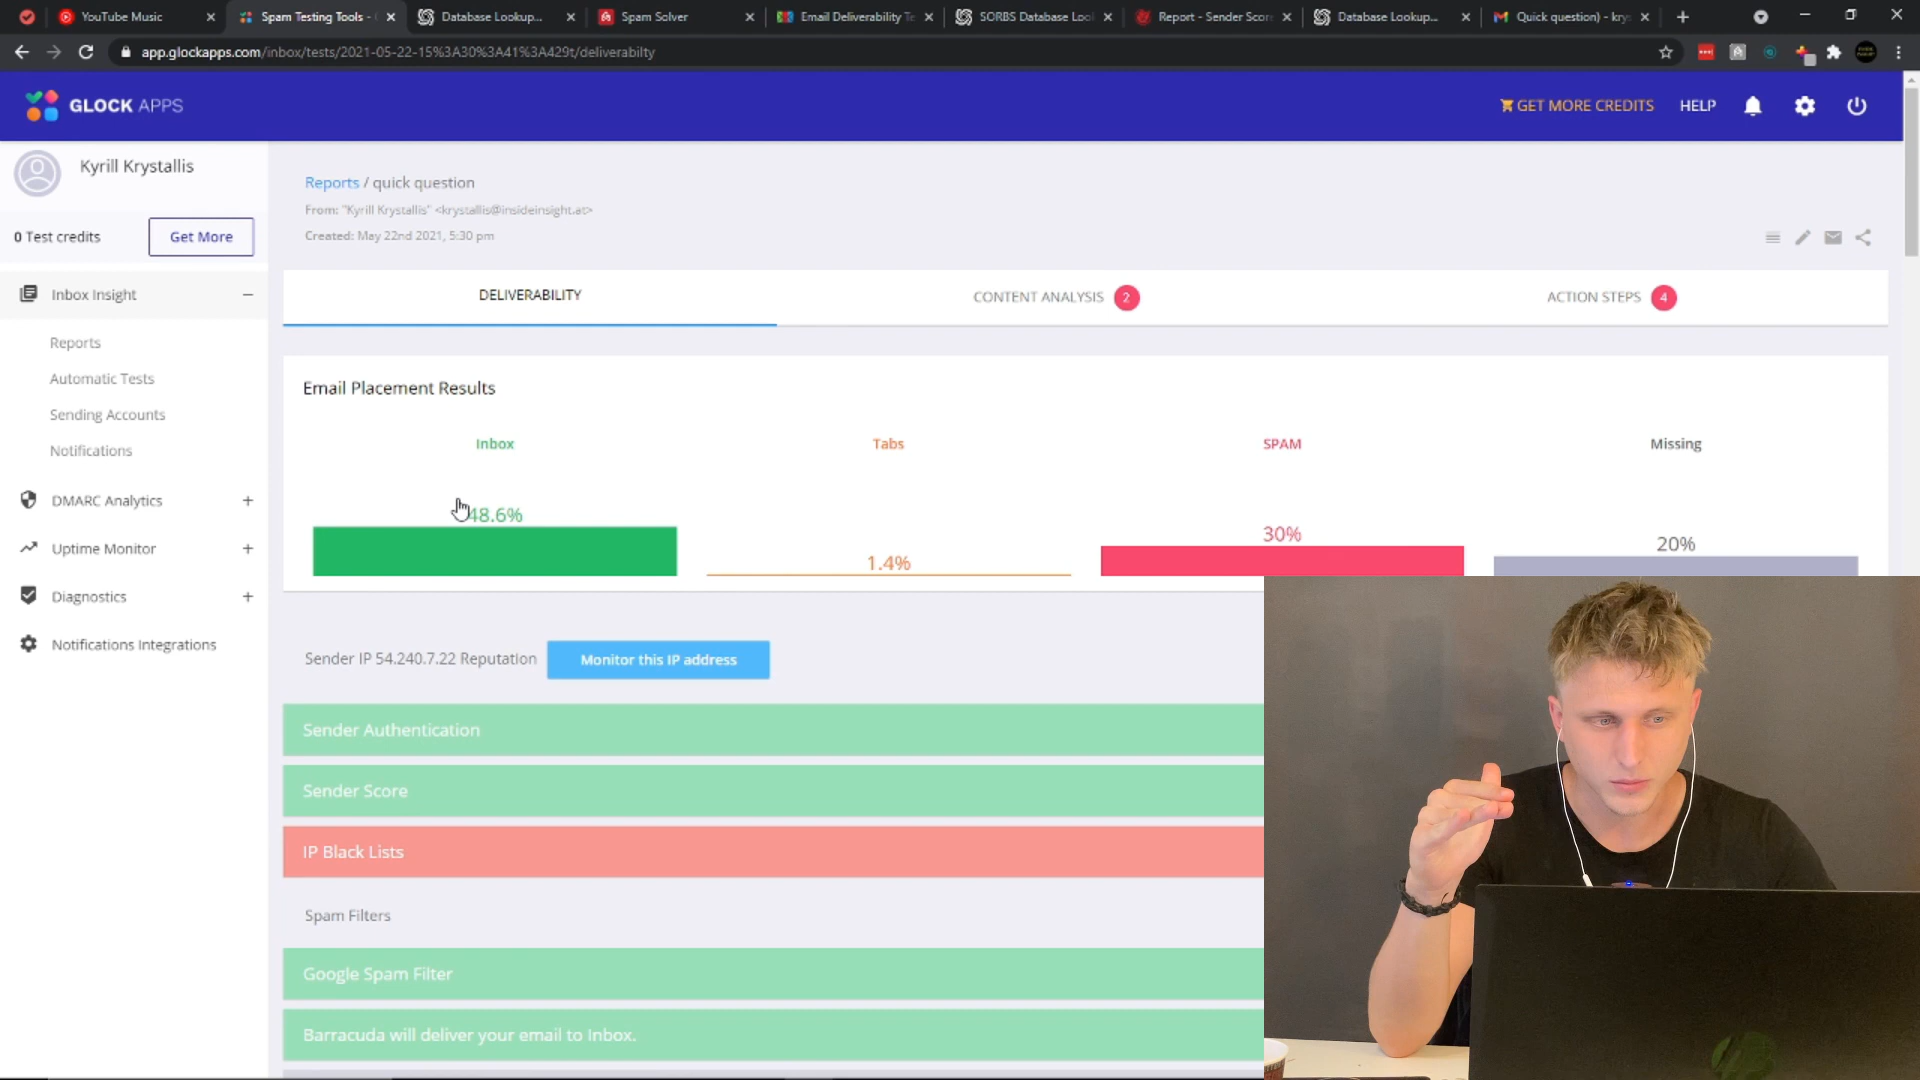 YouTube Music
Spam Testing Tools -
Database Lookup...
Spam Solver
Email Deliverability Te
SORBS Database Loo
Report - Sender Score
Database Lookup...
Quick question) - kry
app.glockapps.com/inbox/tests/2021-05-22-15%3A30%3A41%3A429t/deliverabilty
GLOCK APPS
GET MORE CREDITS
HELP
Kyrill Krystallis
0 Test credits
Get More
Inbox Insight
Reports
Automatic Tests
Sending Accounts
Notifications
DMARC Analytics
Uptime Monitor
Diagnostics
Notifications Integrations
Reports / quick question
From: "Kyrill Krystallis" <krystallis@insideinsight.at>
Created: May 22nd 2021, 5:30 pm
DELIVERABILITY
CONTENT ANALYSIS 2
ACTION STEPS 4
Email Placement Results
Inbox
Tabs
SPAM
Missing
48.6%
1.4%
30%
20%
Sender IP 54.240.7.22 Reputation
Monitor this IP address
Sender Authentication
Sender Score
IP Black Lists
Spam Filters
Google Spam Filter
Barracuda will deliver your email to Inbox.